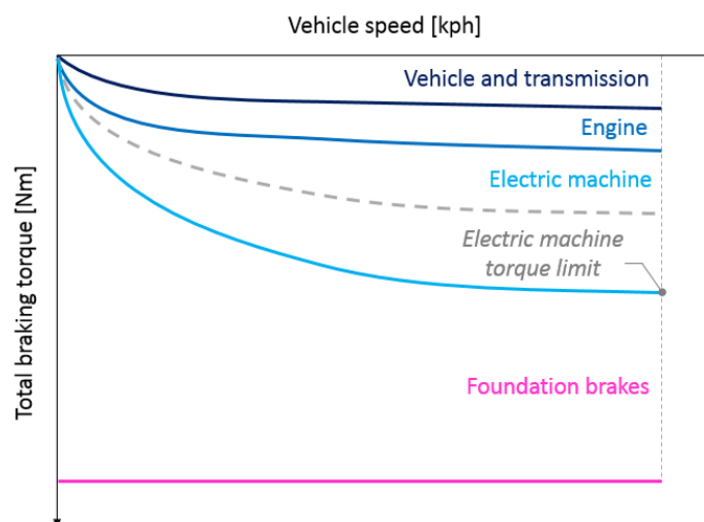 Vehicle speed [kph]
Vehicle and transmission
Engine
Electric machine
Electric machine
torque limit
Foundation brakes
Total braking torque [Nm]